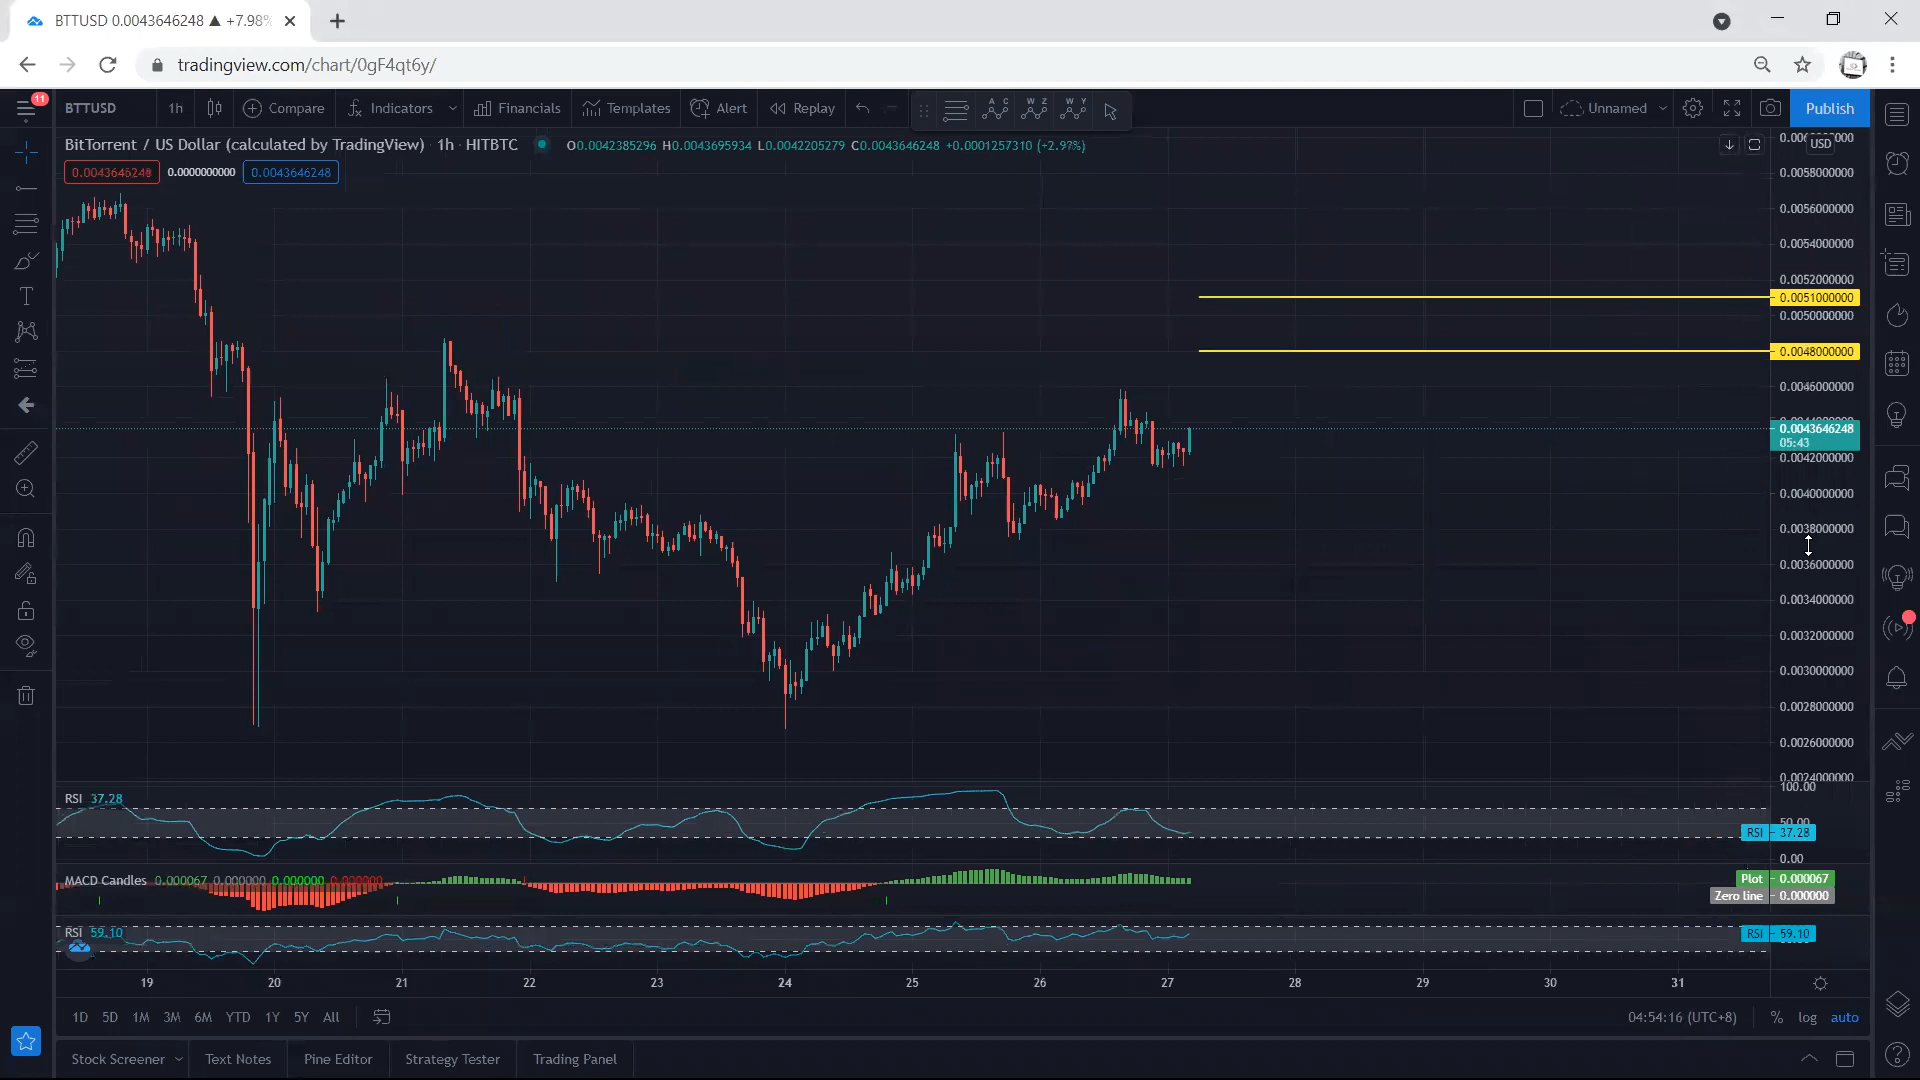 BTTUSD 0.0043646248 ▲ +7.98%
tradingview.com/chart/0gF4qt6y/
11
BTTUSD 1h Compare Indicators Financials Templates Alert Replay A C W Z W Y Unnamed Publish
BitTorrent / US Dollar (calculated by TradingView) · 1h · HITBTC O0.0042385296 H0.0043695934 L0.0042205279 C0.0043646248 +0.0001257310 (+2.97%)
0.0043646248 0.0000000000 0.0043646248
USD
0.0058000000
0.0056000000
0.0054000000
0.0052000000
0.0051000000
0.0050000000
0.0048000000
0.0046000000
0.0043646248
05:43
0.0042000000
0.0040000000
0.0038000000
0.0036000000
0.0034000000
0.0032000000
0.0030000000
0.0028000000
0.0026000000
0.0024000000
100.00
RSI 37.28
50.00
RSI 37.28
0.00
MACD Candles 0.000067 0.000000 0.000000 0.000000
Plot 0.000067
Zero line 0.000000
RSI 59.10
RSI 59.10
19 20 21 22 23 24 25 26 27 28 29 30 31
1D 5D 1M 3M 6M YTD 1Y 5Y All 04:54:16 (UTC+8) % log auto
Stock Screener Text Notes Pine Editor Strategy Tester Trading Panel